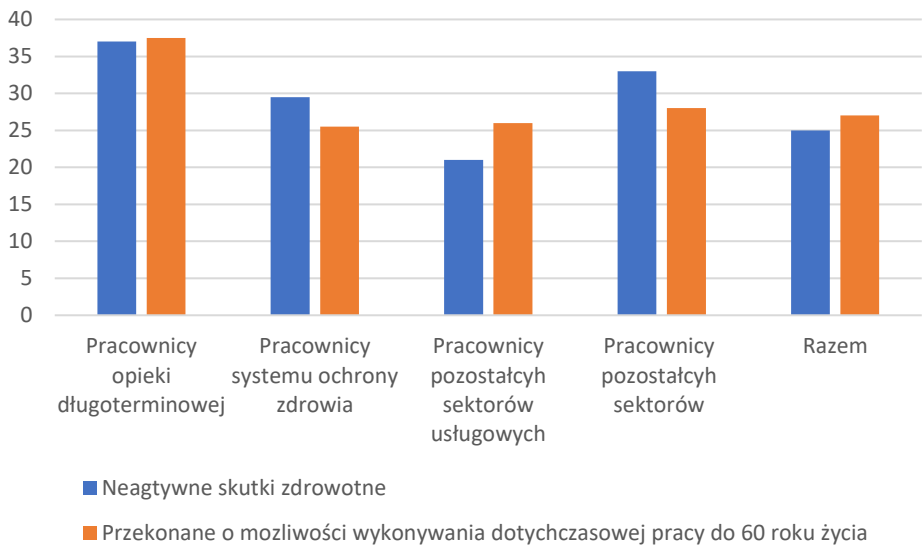 40
35
30
25
20
15
10
5
0
Pracownicy
opieki
długoterminowej
Pracownicy
systemu ochrony
zdrowia
Pracownicy
pozostałcyh
sektorów
usługowych
Pracownicy
pozostałcyh
sektorów
Razem
Neagtywne skutki zdrowotne
Przekonane o mozliwości wykonywania dotychczasowej pracy do 60 roku życia